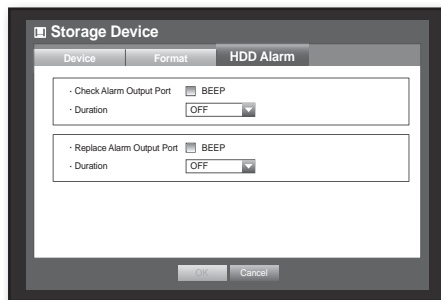 Storage Device
Device Format HDD Alarm
· Check Alarm Output Port BEEP
· Duration OFF
· Replace Alarm Output Port BEEP
· Duration OFF
OK Cancel